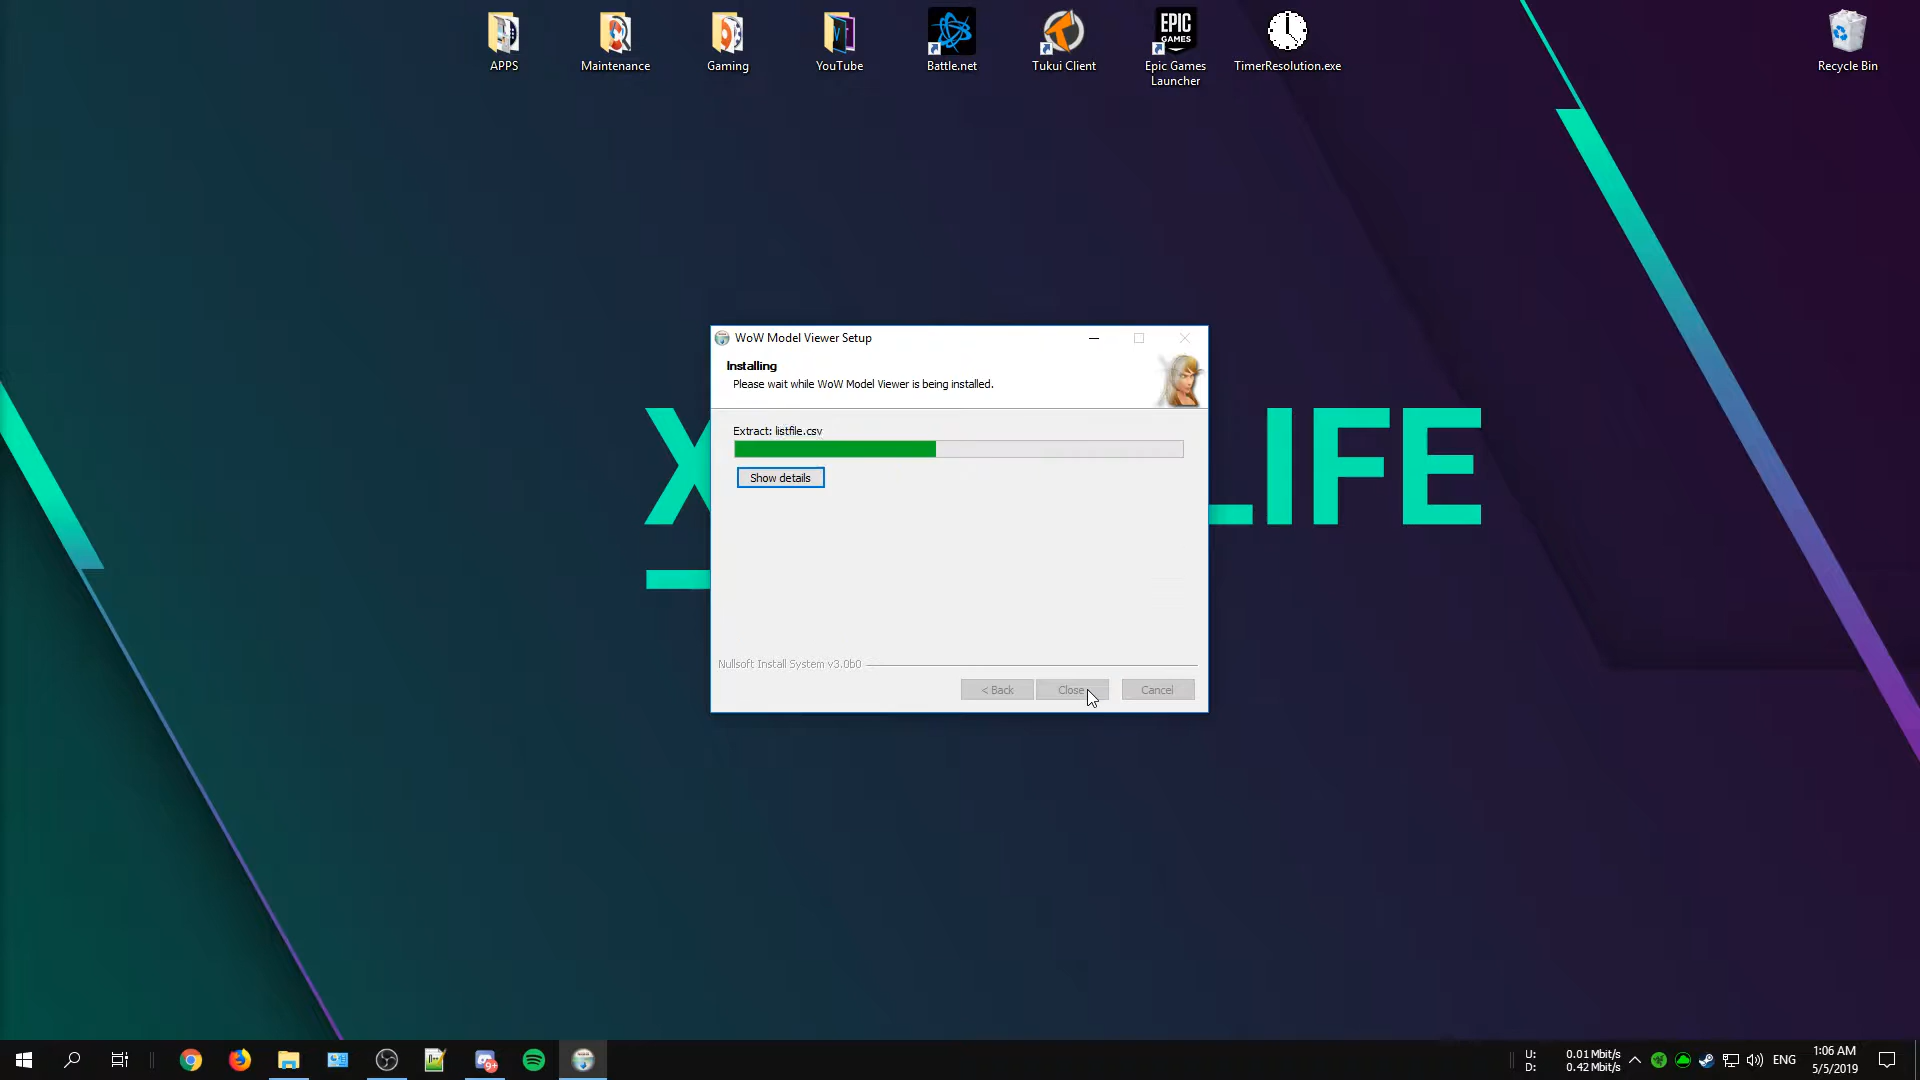 APPS
Maintenance
Gaming
YouTube
Battle.net
Tukui Client
EPIC
GAMES
Epic Games
Launcher
TimerResolution.exe
Recycle Bin
WoW Model Viewer Setup
Installing
Please wait while WoW Model Viewer is being installed.
Extract: listfile.csv
Show details
X LIFE
Nullsoft Install System v3.0b0
< Back
Close
Cancel
9+
U: 0.01 Mbit/s
D: 0.42 Mbit/s
ENG
1:06 AM
5/5/2019